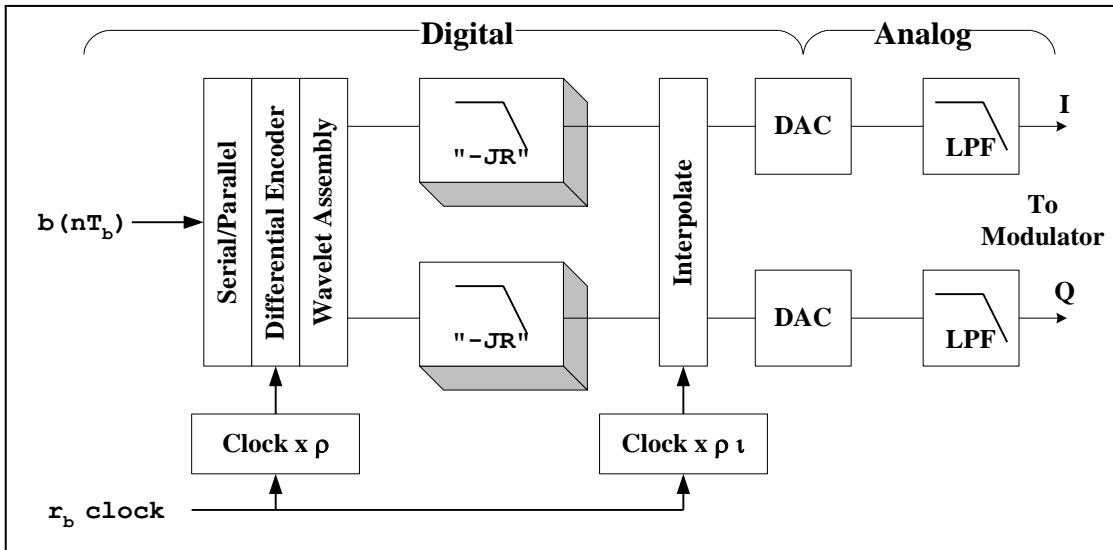 Digital
Analog
Serial/Parallel
Differential Encoder
Wavelet Assembly
"-JR"
Interpolate
DAC
LPF
I
b(nT_b)
To
Modulator
"-JR"
DAC
LPF
Q
Clock x ρ
Clock x ρ ι
r_b clock